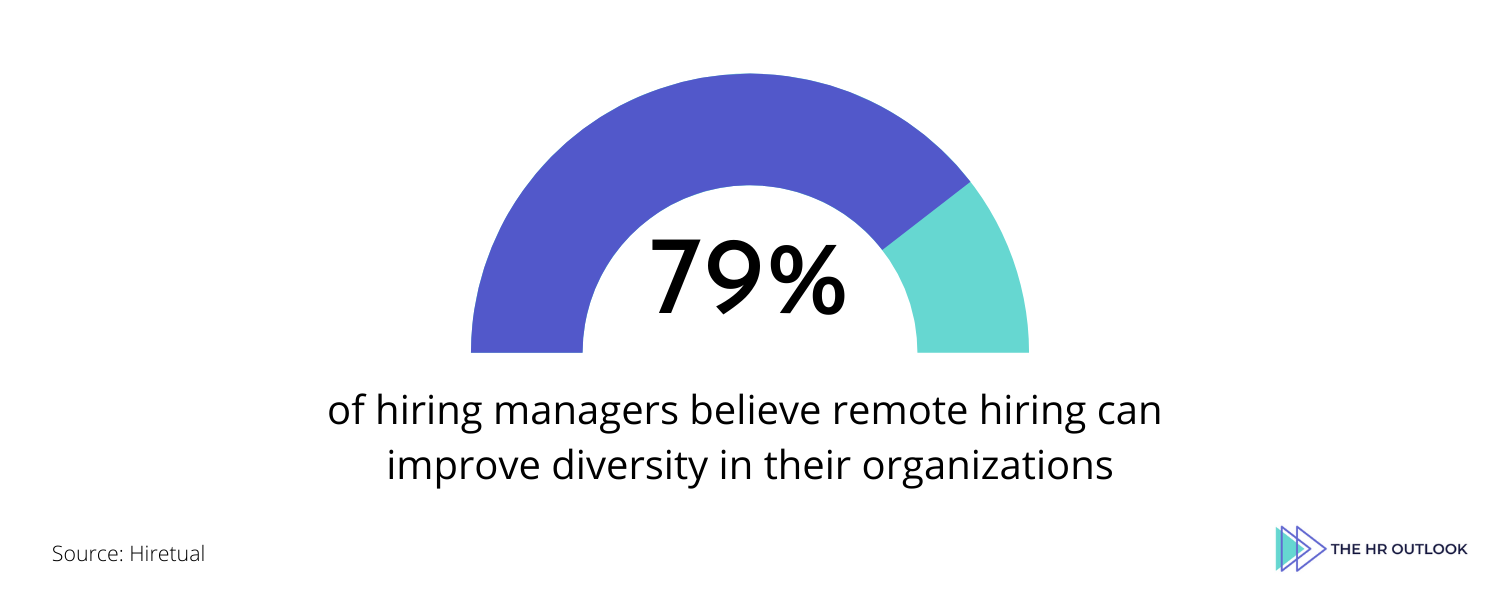 79%
of hiring managers believe remote hiring can
improve diversity in their organizations
Source: Hiretual
THE HR OUTLOOK